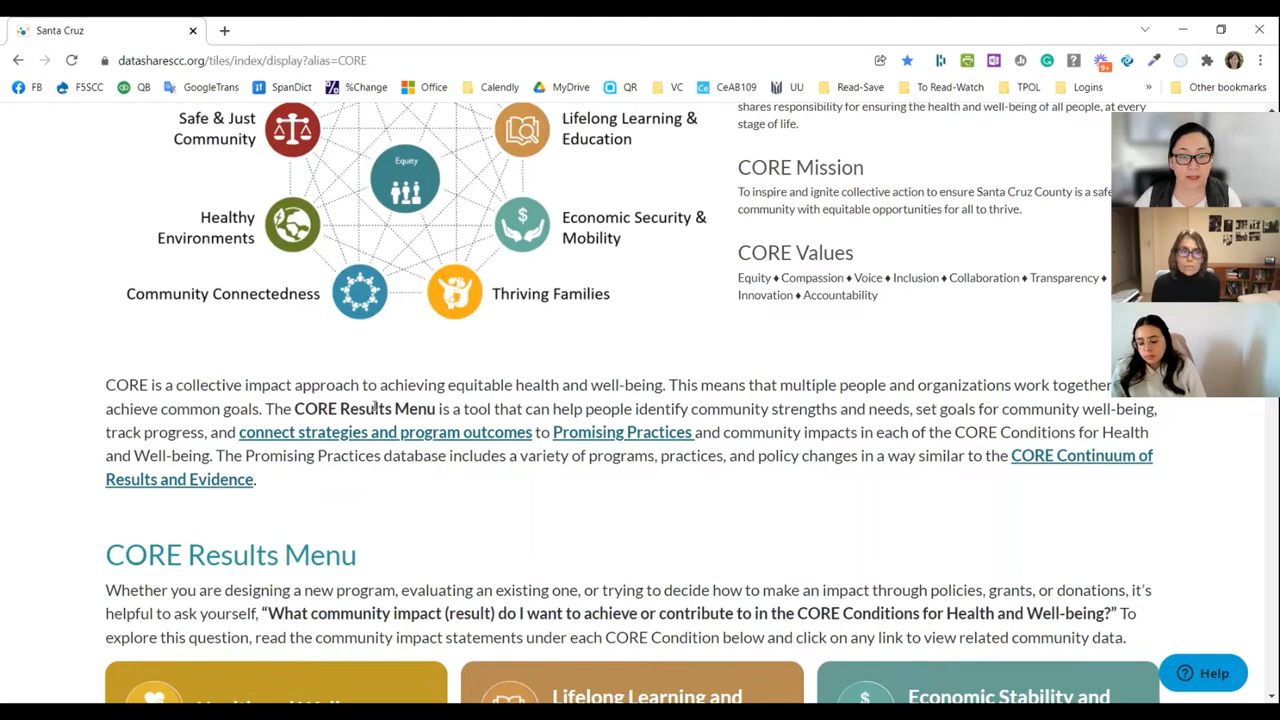 Santa Cruz
datasharescc.org/tiles/index/display?alias=CORE
FB
F5SCC
QB
GoogleTrans
SpanDict
%Change
Office
Calendly
MyDrive
QR
VC
CeAB109
UU
Read-Save
To Read-Watch
TPOL
Logins
»
Other bookmarks
9+
shares responsibility for ensuring the health and well-being of all people, at every
stage of life.
Safe & Just
Community
Lifelong Learning &
Education
Equity
CORE Mission
To inspire and ignite collective action to ensure Santa Cruz County is a safe
community with equitable opportunities for all to thrive.
Healthy
Environments
Economic Security &
Mobility
CORE Values
Equity ♦ Compassion ♦ Voice ♦ Inclusion ♦ Collaboration ♦ Transparency ♦
Innovation ♦ Accountability
Community Connectedness
Thriving Families
CORE is a collective impact approach to achieving equitable health and well-being. This means that multiple people and organizations work together
achieve common goals. The CORE Results Menu is a tool that can help people identify community strengths and needs, set goals for community well-being,
track progress, and connect strategies and program outcomes to Promising Practices and community impacts in each of the CORE Conditions for Health
and Well-being. The Promising Practices database includes a variety of programs, practices, and policy changes in a way similar to the CORE Continuum of
Results and Evidence.
CORE Results Menu
Whether you are designing a new program, evaluating an existing one, or trying to decide how to make an impact through policies, grants, or donations, it's
helpful to ask yourself, "What community impact (result) do I want to achieve or contribute to in the CORE Conditions for Health and Well-being?" To
explore this question, read the community impact statements under each CORE Condition below and click on any link to view related community data.
Lifelong Learning and
Economic Stability and
Help